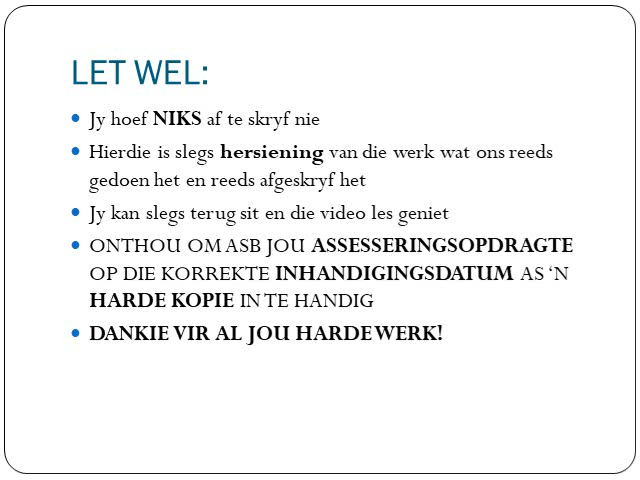 LET WEL:
• Jy hoef NIKS af te skryf nie
• Hierdie is slegs hersiening van die werk wat ons reeds
gedoen het en reeds afgeskryf het
• Jy kan slegs terug sit en die video les geniet
• ONTHOU OM ASB JOU ASSESSERINGSOPDRAGTE
OP DIE KORREKTE INHANDIGINGSDATUM AS ‘N
HARDE KOPIE IN TE HANDIG
• DANKIE VIR AL JOU HARDE WERK!